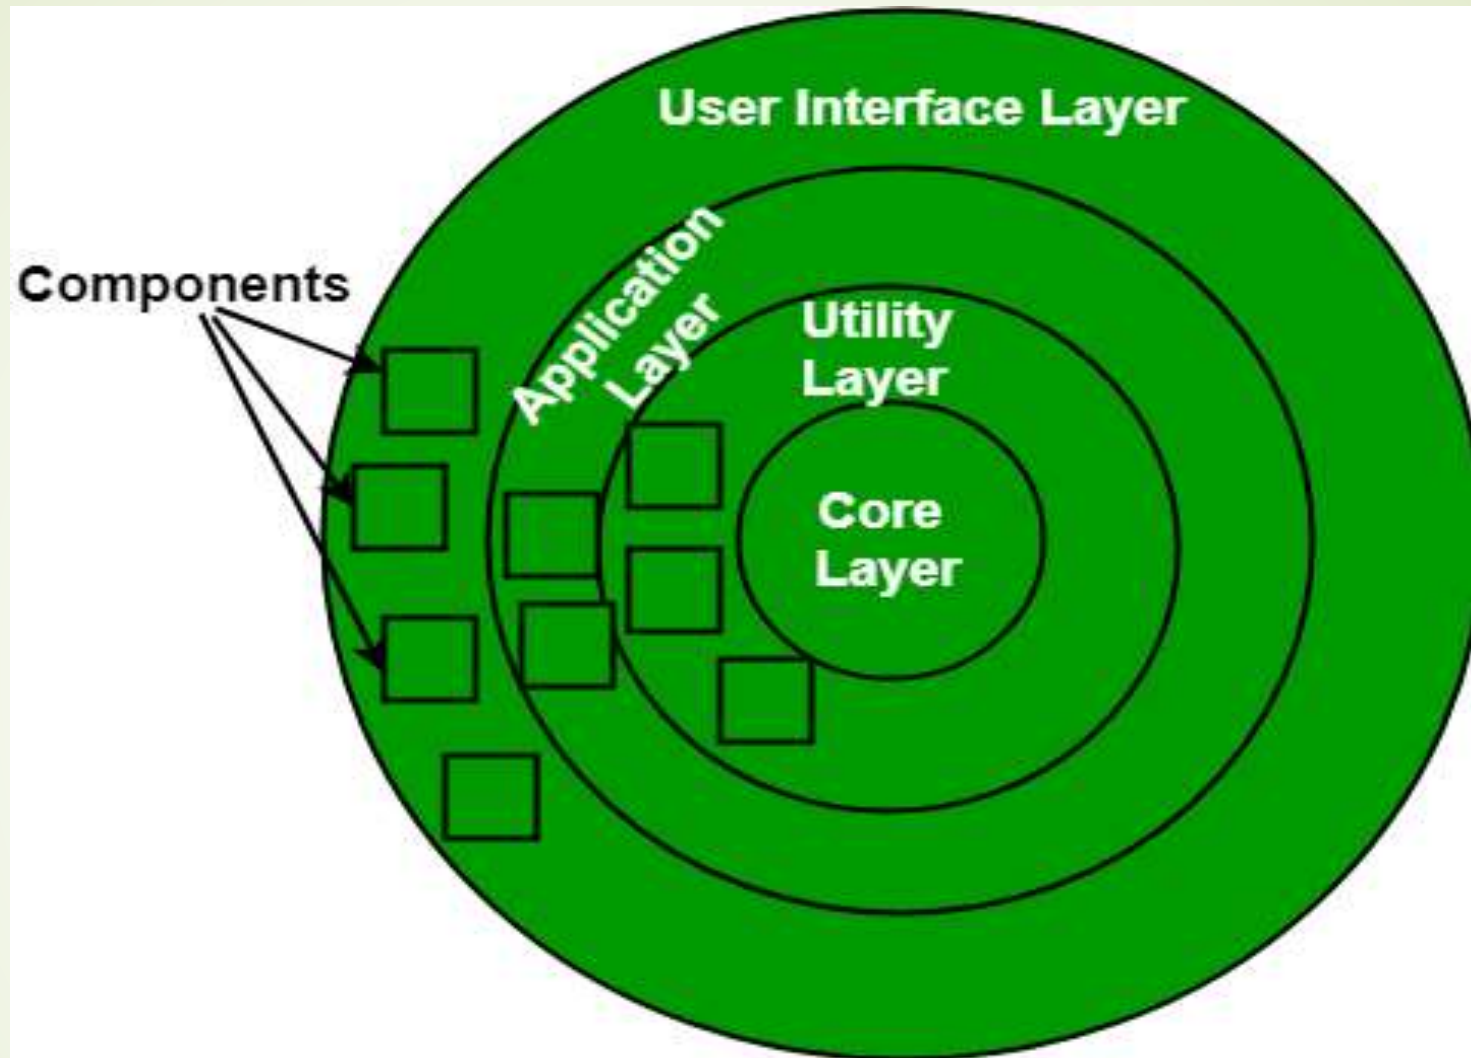 User Interface Layer
Application
Layer
Components
Utility
Layer
Core
Layer